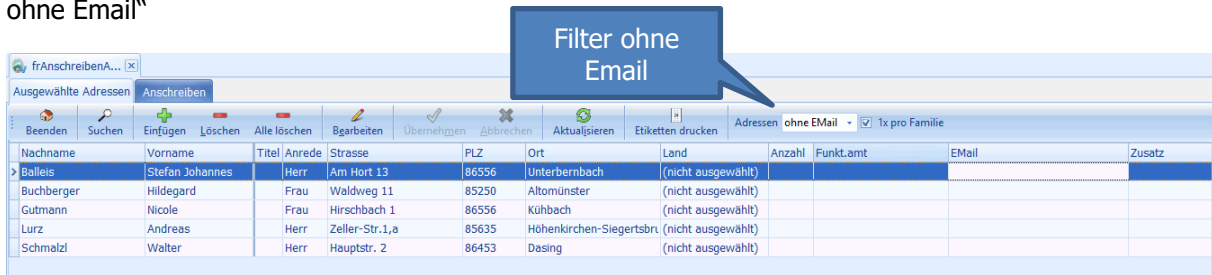 ohne Email“
Filter ohne
Email
frAnschreibenA...
Ausgewählte Adressen Anschreiben
Beenden Suchen Einfügen Löschen Alle löschen Bearbeiten Übernehmen Abbrechen Aktualisieren Etiketten drucken Adressen ohne EMail 1x pro Familie
Nachname Vorname Titel Anrede Strasse PLZ Ort Land Anzahl Funkt.amt EMail Zusatz
Balleis Stefan Johannes Herr Am Hort 13 86556 Unterbernbach (nicht ausgewählt)
Buchberger Hildegard Frau Waldweg 11 85250 Altomünster (nicht ausgewählt)
Gutmann Nicole Frau Hirschbach 1 86556 Kühbach (nicht ausgewählt)
Lurz Andreas Herr Zeller-Str.1,a 85635 Höhenkirchen-Siegertsbru (nicht ausgewählt)
Schmalzl Walter Herr Hauptstr. 2 86453 Dasing (nicht ausgewählt)